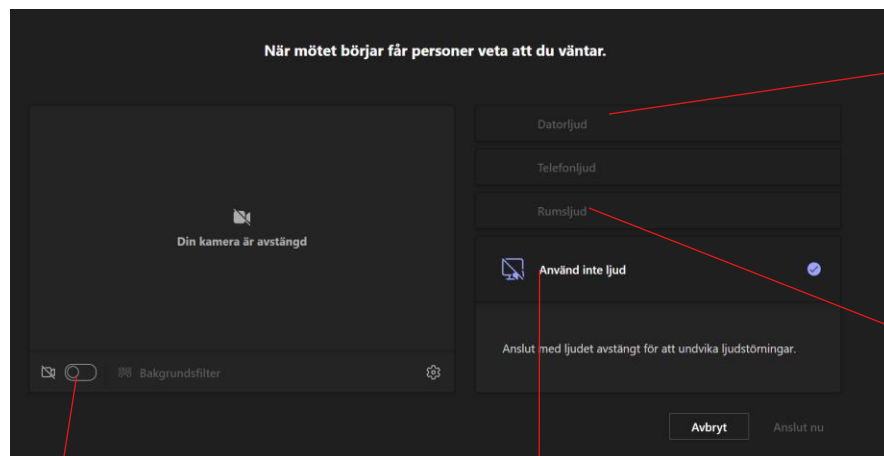 När mötet börjar får personer veta att du väntar.
Datorljud
Telefonljud
Rumsljud
Din kamera är avstängd
Använd inte ljud
Anslut med ljudet avstängt för att undvika ljudstörningar.
Bakgrundsfilter
Avbryt
Anslut nu